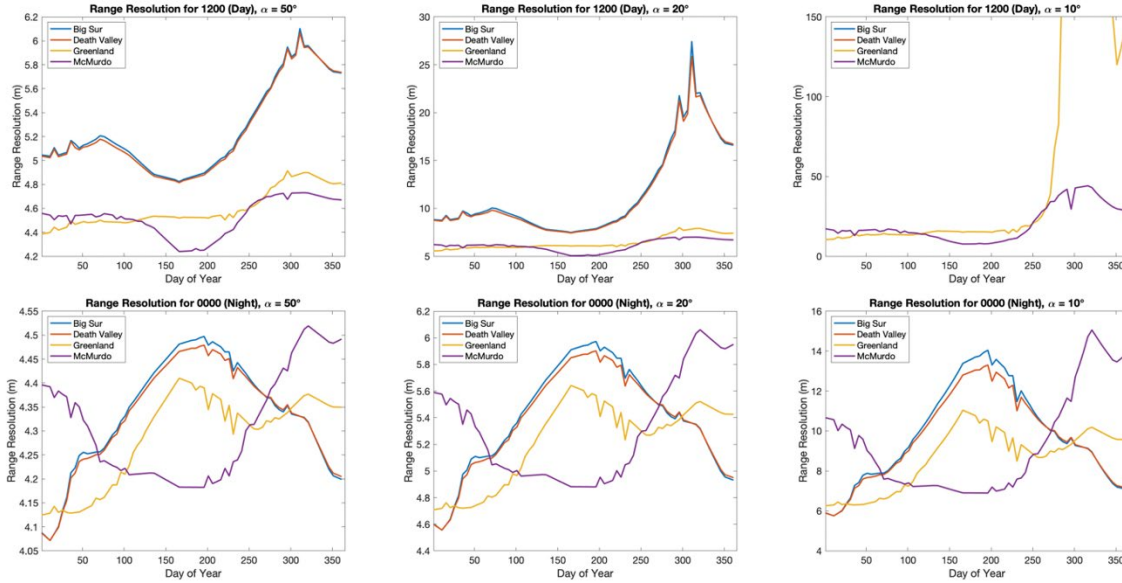 Range Resolution for 1200 (Day), α = 50°
Range Resolution (m)
6.2
6
5.8
5.6
5.4
5.2
5
4.8
4.6
4.4
4.2
Big Sur
Death Valley
Greenland
McMurdo
50 100 150 200 250 300 350
Day of Year
Range Resolution for 1200 (Day), α = 20°
Range Resolution (m)
30
25
20
15
10
5
Big Sur
Death Valley
Greenland
McMurdo
50 100 150 200 250 300 350
Day of Year
Range Resolution for 1200 (Day), α = 10°
Range Resolution (m)
150
100
50
0
Big Sur
Death Valley
Greenland
McMurdo
50 100 150 200 250 300 350
Day of Year
Range Resolution for 0000 (Night), α = 50°
Range Resolution (m)
4.55
4.5
4.45
4.4
4.35
4.3
4.25
4.2
4.15
4.1
4.05
Big Sur
Death Valley
Greenland
McMurdo
50 100 150 200 250 300 350
Day of Year
Range Resolution for 0000 (Night), α = 20°
Range Resolution (m)
6.2
6
5.8
5.6
5.4
5.2
5
4.8
4.6
4.4
Big Sur
Death Valley
Greenland
McMurdo
50 100 150 200 250 300 350
Day of Year
Range Resolution for 0000 (Night), α = 10°
Range Resolution (m)
16
14
12
10
8
6
4
Big Sur
Death Valley
Greenland
McMurdo
50 100 150 200 250 300 350
Day of Year